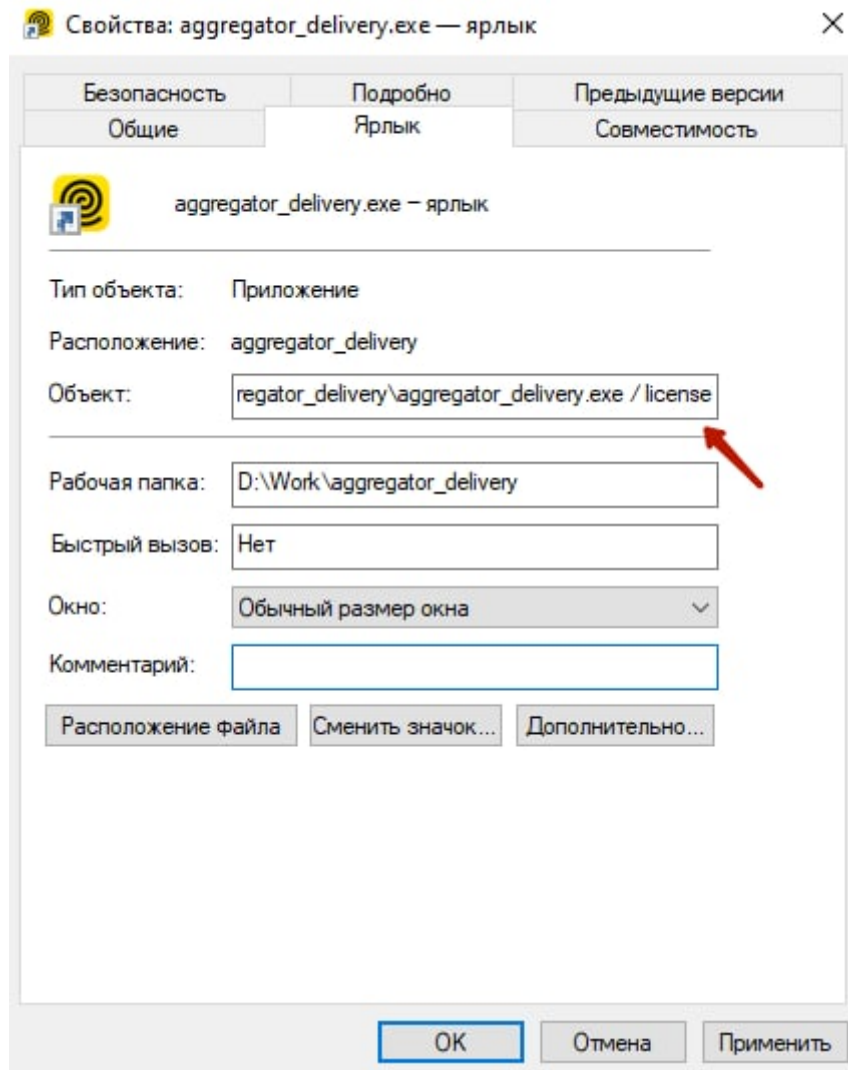 Свойства: aggregator_delivery.exe — ярлык
Безопасность Подробно Предыдущие версии
Общие Ярлык Совместимость
aggregator_delivery.exe – ярлык
Тип объекта: Приложение
Расположение: aggregator_delivery
Объект: regator_delivery\aggregator_delivery.exe / license
Рабочая папка: D:\Work\aggregator_delivery
Быстрый вызов: Нет
Окно: Обычный размер окна
Комментарий:
Расположение файла Сменить значок... Дополнительно...
OK Отмена Применить